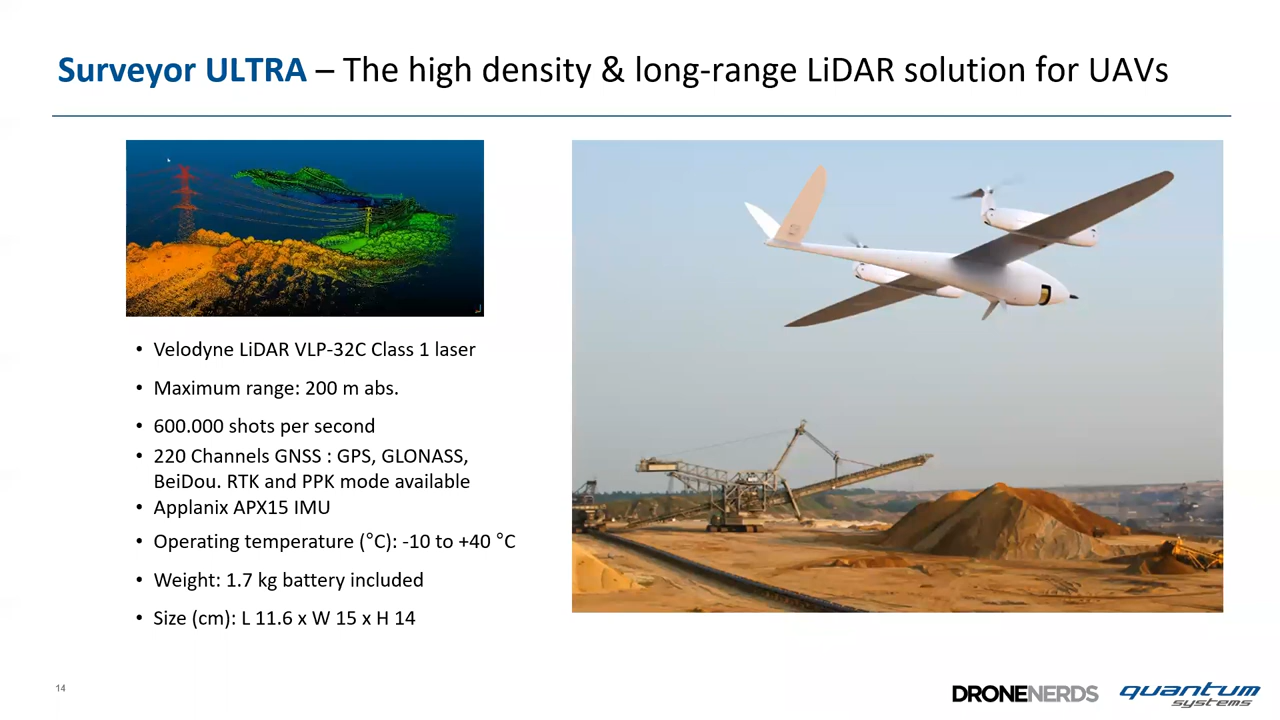 Surveyor ULTRA – The high density & long-range LiDAR solution for UAVs
• Velodyne LiDAR VLP-32C Class 1 laser
• Maximum range: 200 m abs.
• 600.000 shots per second
• 220 Channels GNSS : GPS, GLONASS,
BeiDou. RTK and PPK mode available
• Applanix APX15 IMU
• Operating temperature (°C): -10 to +40 °C
• Weight: 1.7 kg battery included
• Size (cm): L 11.6 x W 15 x H 14
14
DRONENERDS
quantum
systems